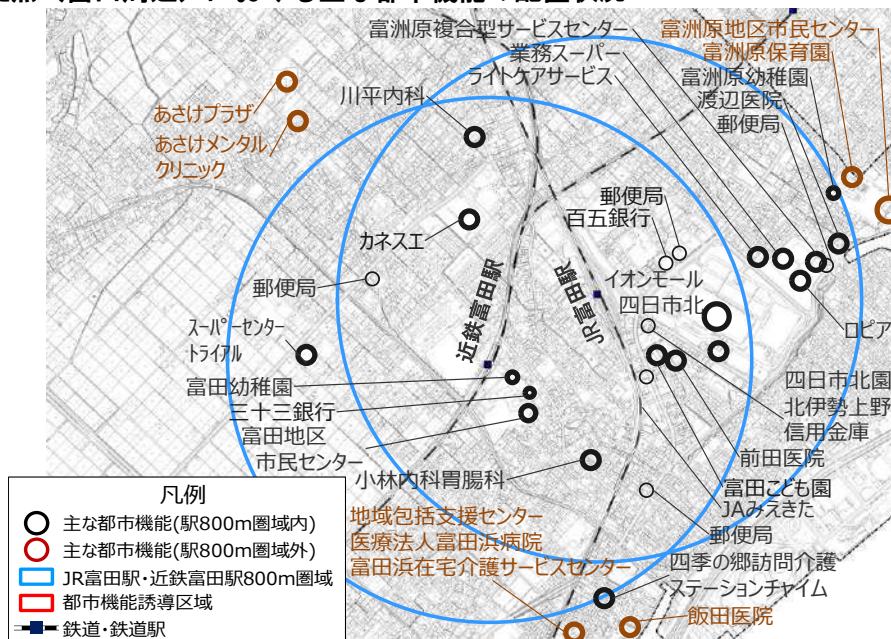 富洲原複合型サービスセンター
業務スーパー
ライトケアサービス
富洲原地区市民センター
富洲原保育園
富洲原幼稚園
渡辺医院
郵便局
川平内科
あさけプラザ
あさけメンタル
クリニック
カネスエ
郵便局
百五銀行
郵便局
イオンモール
四日市北
近鉄富田駅
JR富田駅
ロピア
スーパーセンター
トライアル
富田幼稚園
三十三銀行
富田地区
市民センター
小林内科胃腸科
四日市北園
北伊勢上野
信用金庫
前田医院
富田こども園
JAみえきた
郵便局
地域包括支援センター
医療法人富田浜病院
富田浜在宅介護サービスセンター
四季の郷訪問介護
ステーションチャイム
飯田医院
凡例
主な都市機能(駅800m圏域内)
主な都市機能(駅800m圏域外)
JR富田駅・近鉄富田駅800m圏域
都市機能誘導区域
鉄道・鉄道駅